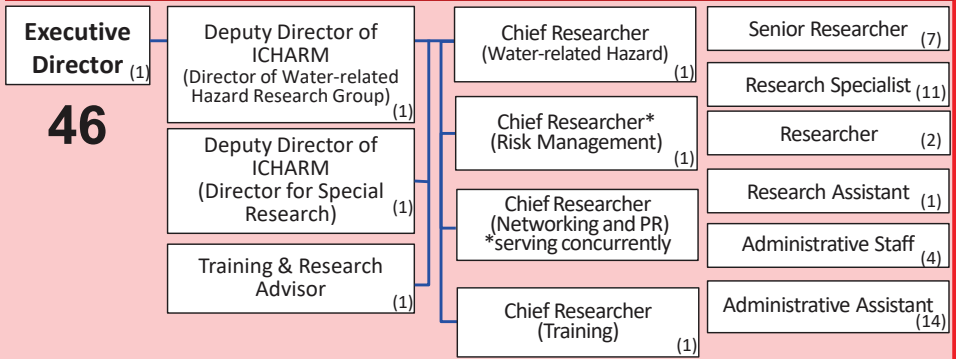 Executive
Director (1)
46
Deputy Director of
ICHARM
(Director of Water-related
Hazard Research Group)
(1)
Deputy Director of
ICHARM
(Director for Special
Research)
(1)
Training & Research
Advisor
(1)
Chief Researcher
(Water-related Hazard)
(1)
Chief Researcher*
(Risk Management)
(1)
Chief Researcher
(Networking and PR)
*serving concurrently
Chief Researcher
(Training)
(1)
Senior Researcher (7)
Research Specialist (11)
Researcher (2)
Research Assistant (1)
Administrative Staff
(4)
Administrative Assistant
(14)